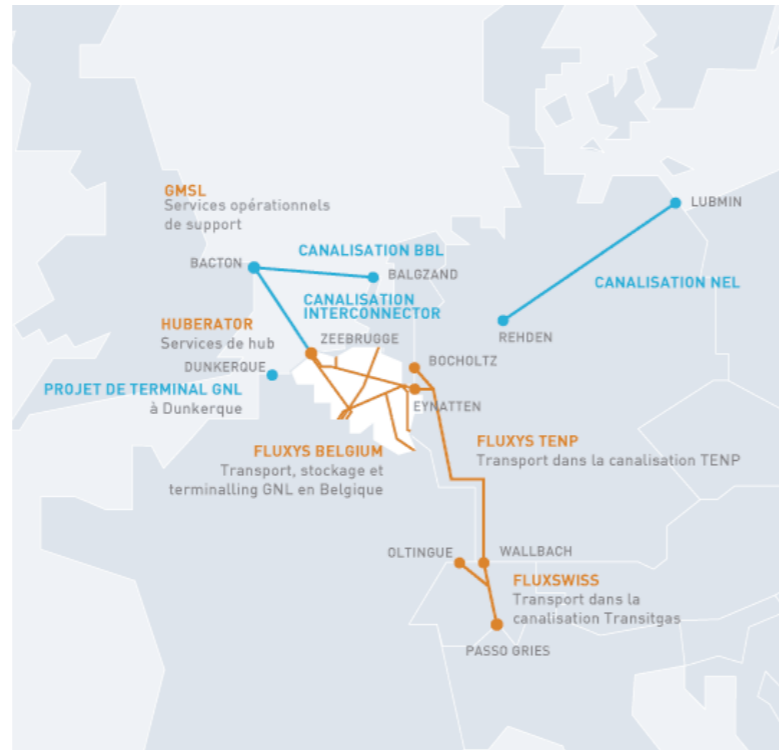 LUBMIN
GMSL
Services opérationnels
de support
CANALISATION BBL
BACTON
BALGZAND
CANALISATION NEL
CANALISATION
INTERCONNECTOR
HUBERATOR
Services de hub
ZEEBRUGGE
REHDEN
DUNKERQUE
BOCHOLTZ
PROJET DE TERMINAL GNL
à Dunkerque
EYNATTEN
FLUXYS BELGIUM
Transport, stockage et
terminalling GNL en Belgique
FLUXYS TENP
Transport dans la canalisation TENP
OLTINGUE
WALLBACH
FLUXSWISS
Transport dans la
canalisation Transitgas
PASSO GRIES